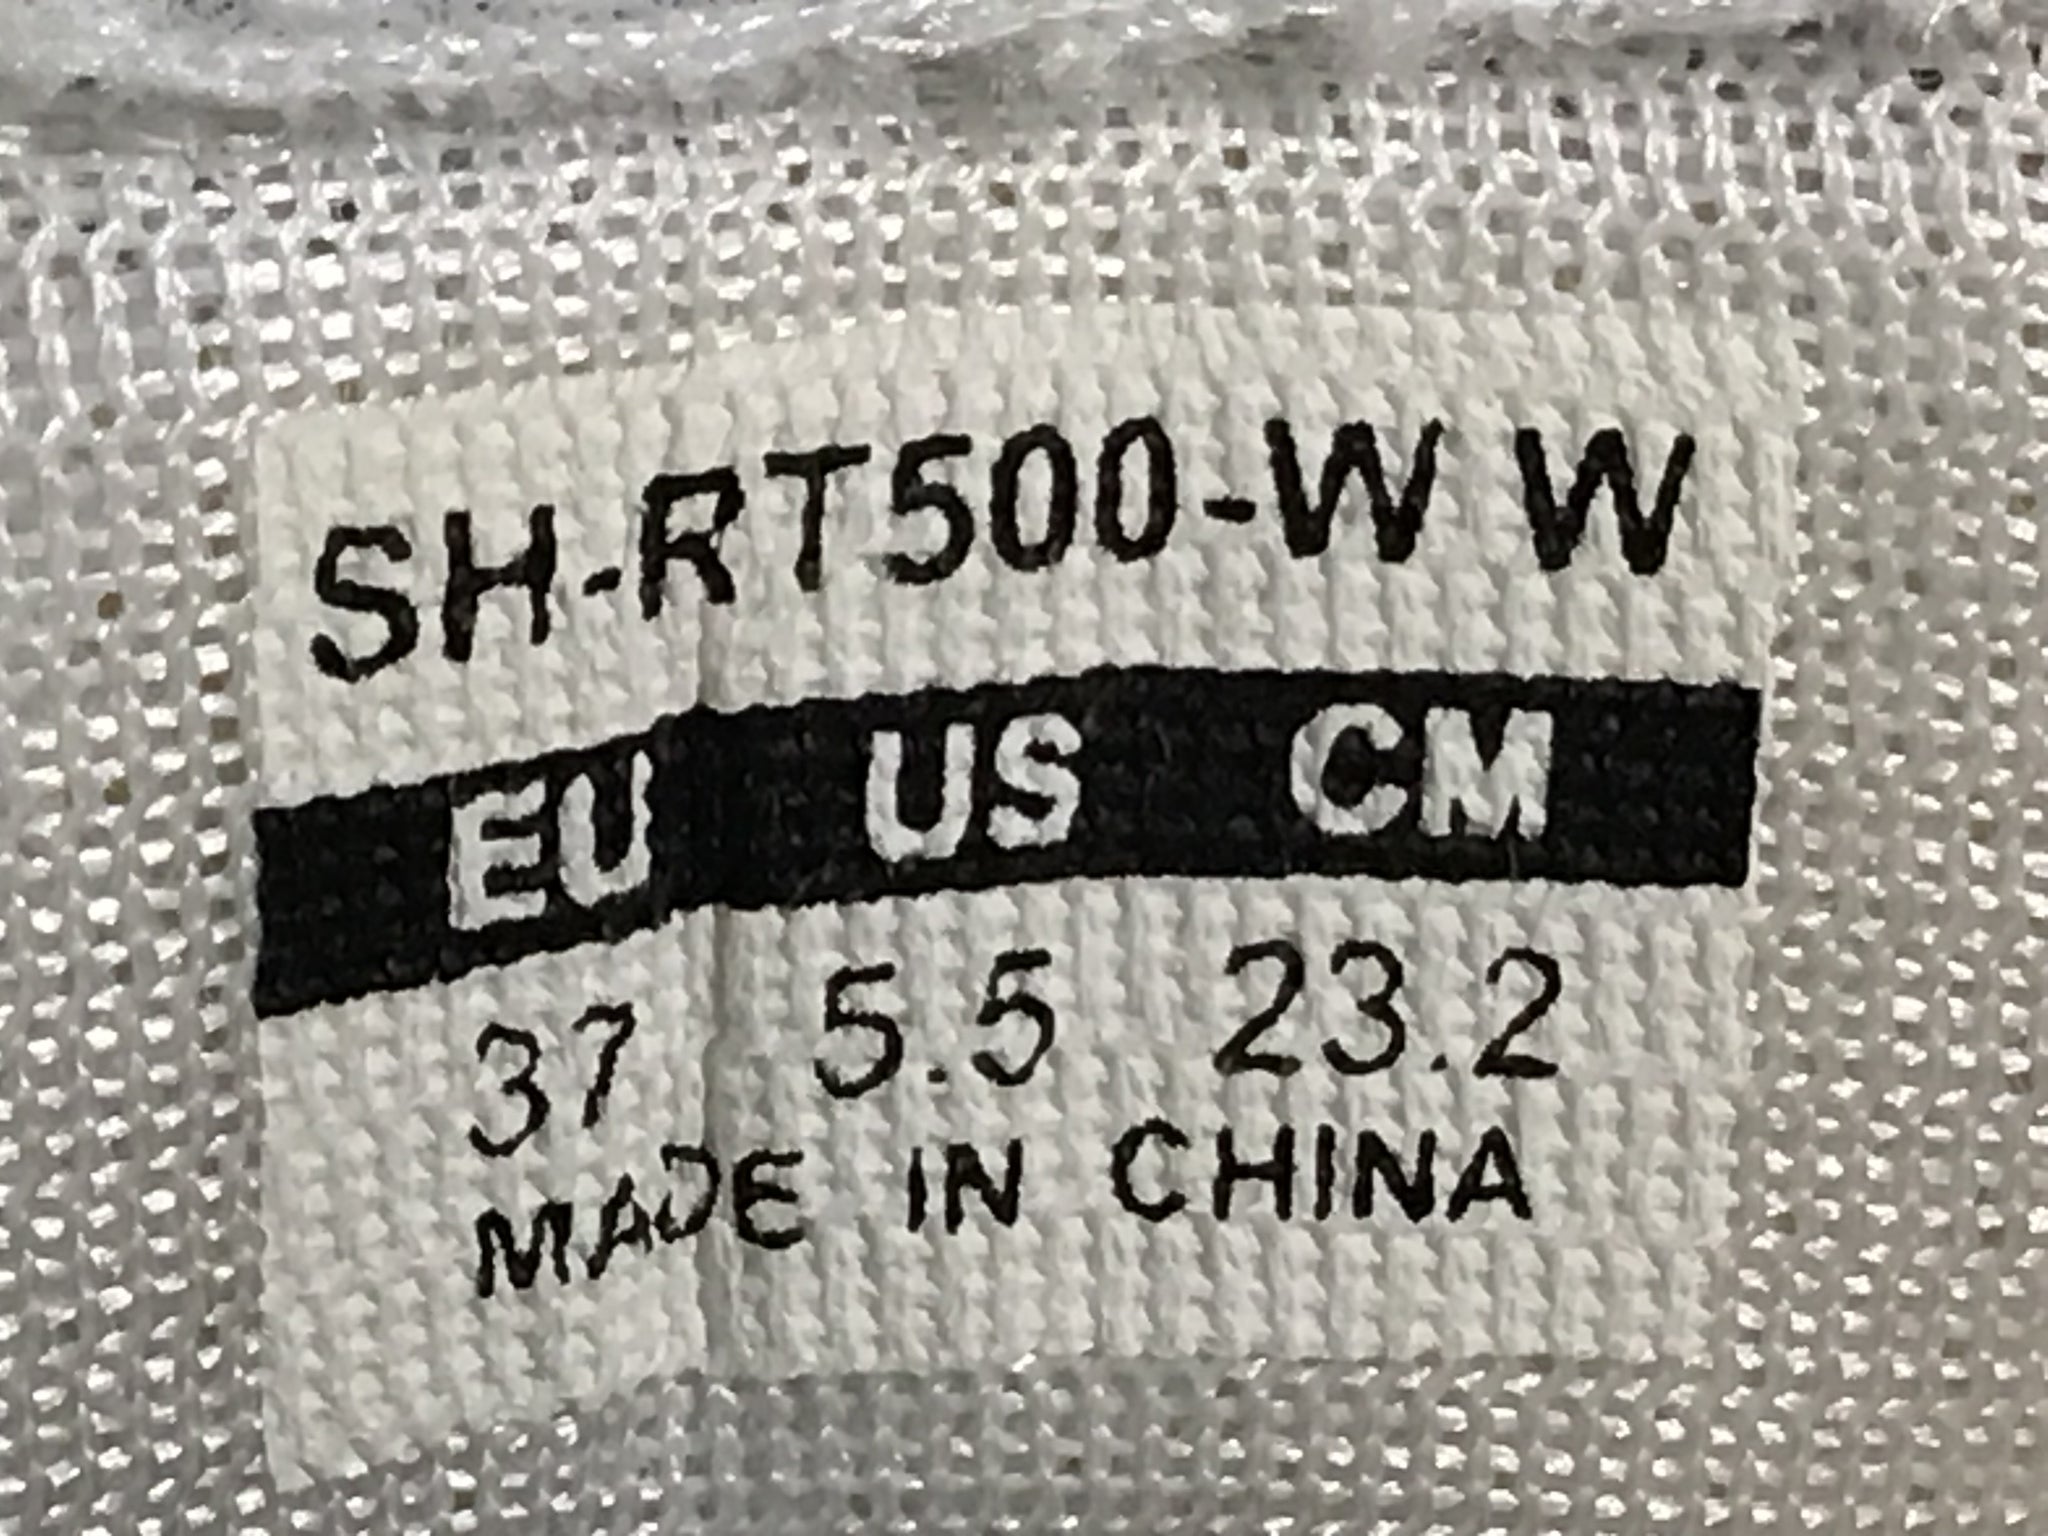 SH-RT500-W W
EU US CM
37 5.5 23.2
MADE IN CHINA